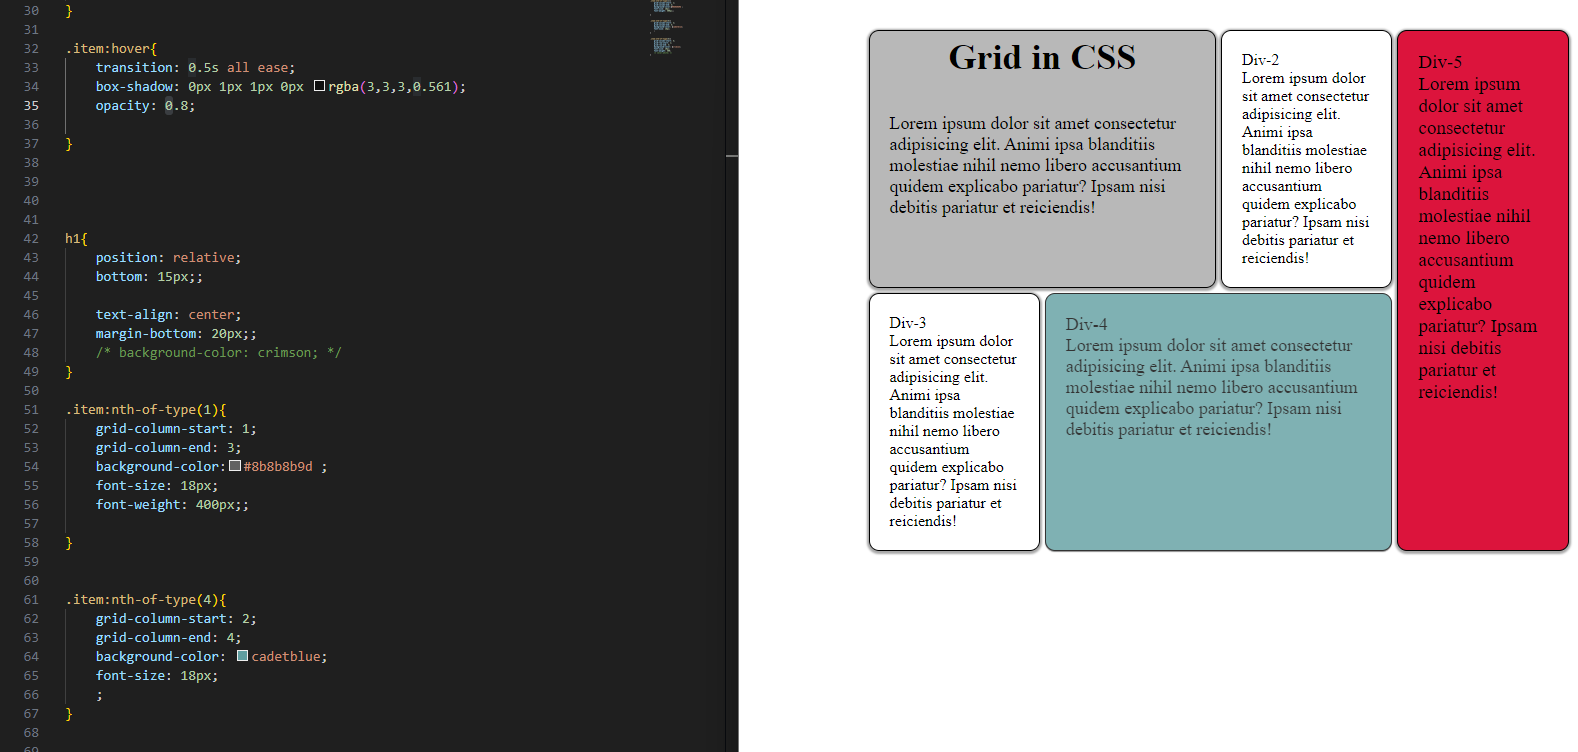 30 }
31
32 .item:hover{
33 transition: 0.5s all ease;
34 box-shadow: 0px 1px 1px 0px rgba(3,3,3,0.561);
35 opacity: 0.8;
36
37 }
38
39
40
41
42 h1{
43 position: relative;
44 bottom: 15px;;
45
46 text-align: center;
47 margin-bottom: 20px;;
48 /* background-color: crimson; */
49 }
50
51 .item:nth-of-type(1){
52 grid-column-start: 1;
53 grid-column-end: 3;
54 background-color:#8b8b8b9d ;
55 font-size: 18px;
56 font-weight: 400px;;
57
58 }
59
60
61 .item:nth-of-type(4){
62 grid-column-start: 2;
63 grid-column-end: 4;
64 background-color: cadetblue;
65 font-size: 18px;
66 ;
67 }
68
69
Grid in CSS
Lorem ipsum dolor sit amet consectetur
adipisicing elit. Animi ipsa blanditiis
molestiae nihil nemo libero accusantium
quidem explicabo pariatur? Ipsam nisi
debitis pariatur et reiciendis!
Div-2
Lorem ipsum dolor
sit amet consectetur
adipisicing elit.
Animi ipsa
blanditiis molestiae
nihil nemo libero
accusantium
quidem explicabo
pariatur? Ipsam nisi
debitis pariatur et
reiciendis!
Div-5
Lorem ipsum
dolor sit amet
consectetur
adipisicing elit.
Animi ipsa
blanditiis
molestiae nihil
nemo libero
accusantium
quidem
explicabo
pariatur? Ipsam
nisi debitis
pariatur et
reiciendis!
Div-3
Lorem ipsum dolor
sit amet consectetur
adipisicing elit.
Animi ipsa
blanditiis molestiae
nihil nemo libero
accusantium
quidem explicabo
pariatur? Ipsam nisi
debitis pariatur et
reiciendis!
Div-4
Lorem ipsum dolor sit amet consectetur
adipisicing elit. Animi ipsa blanditiis
molestiae nihil nemo libero accusantium
quidem explicabo pariatur? Ipsam nisi
debitis pariatur et reiciendis!